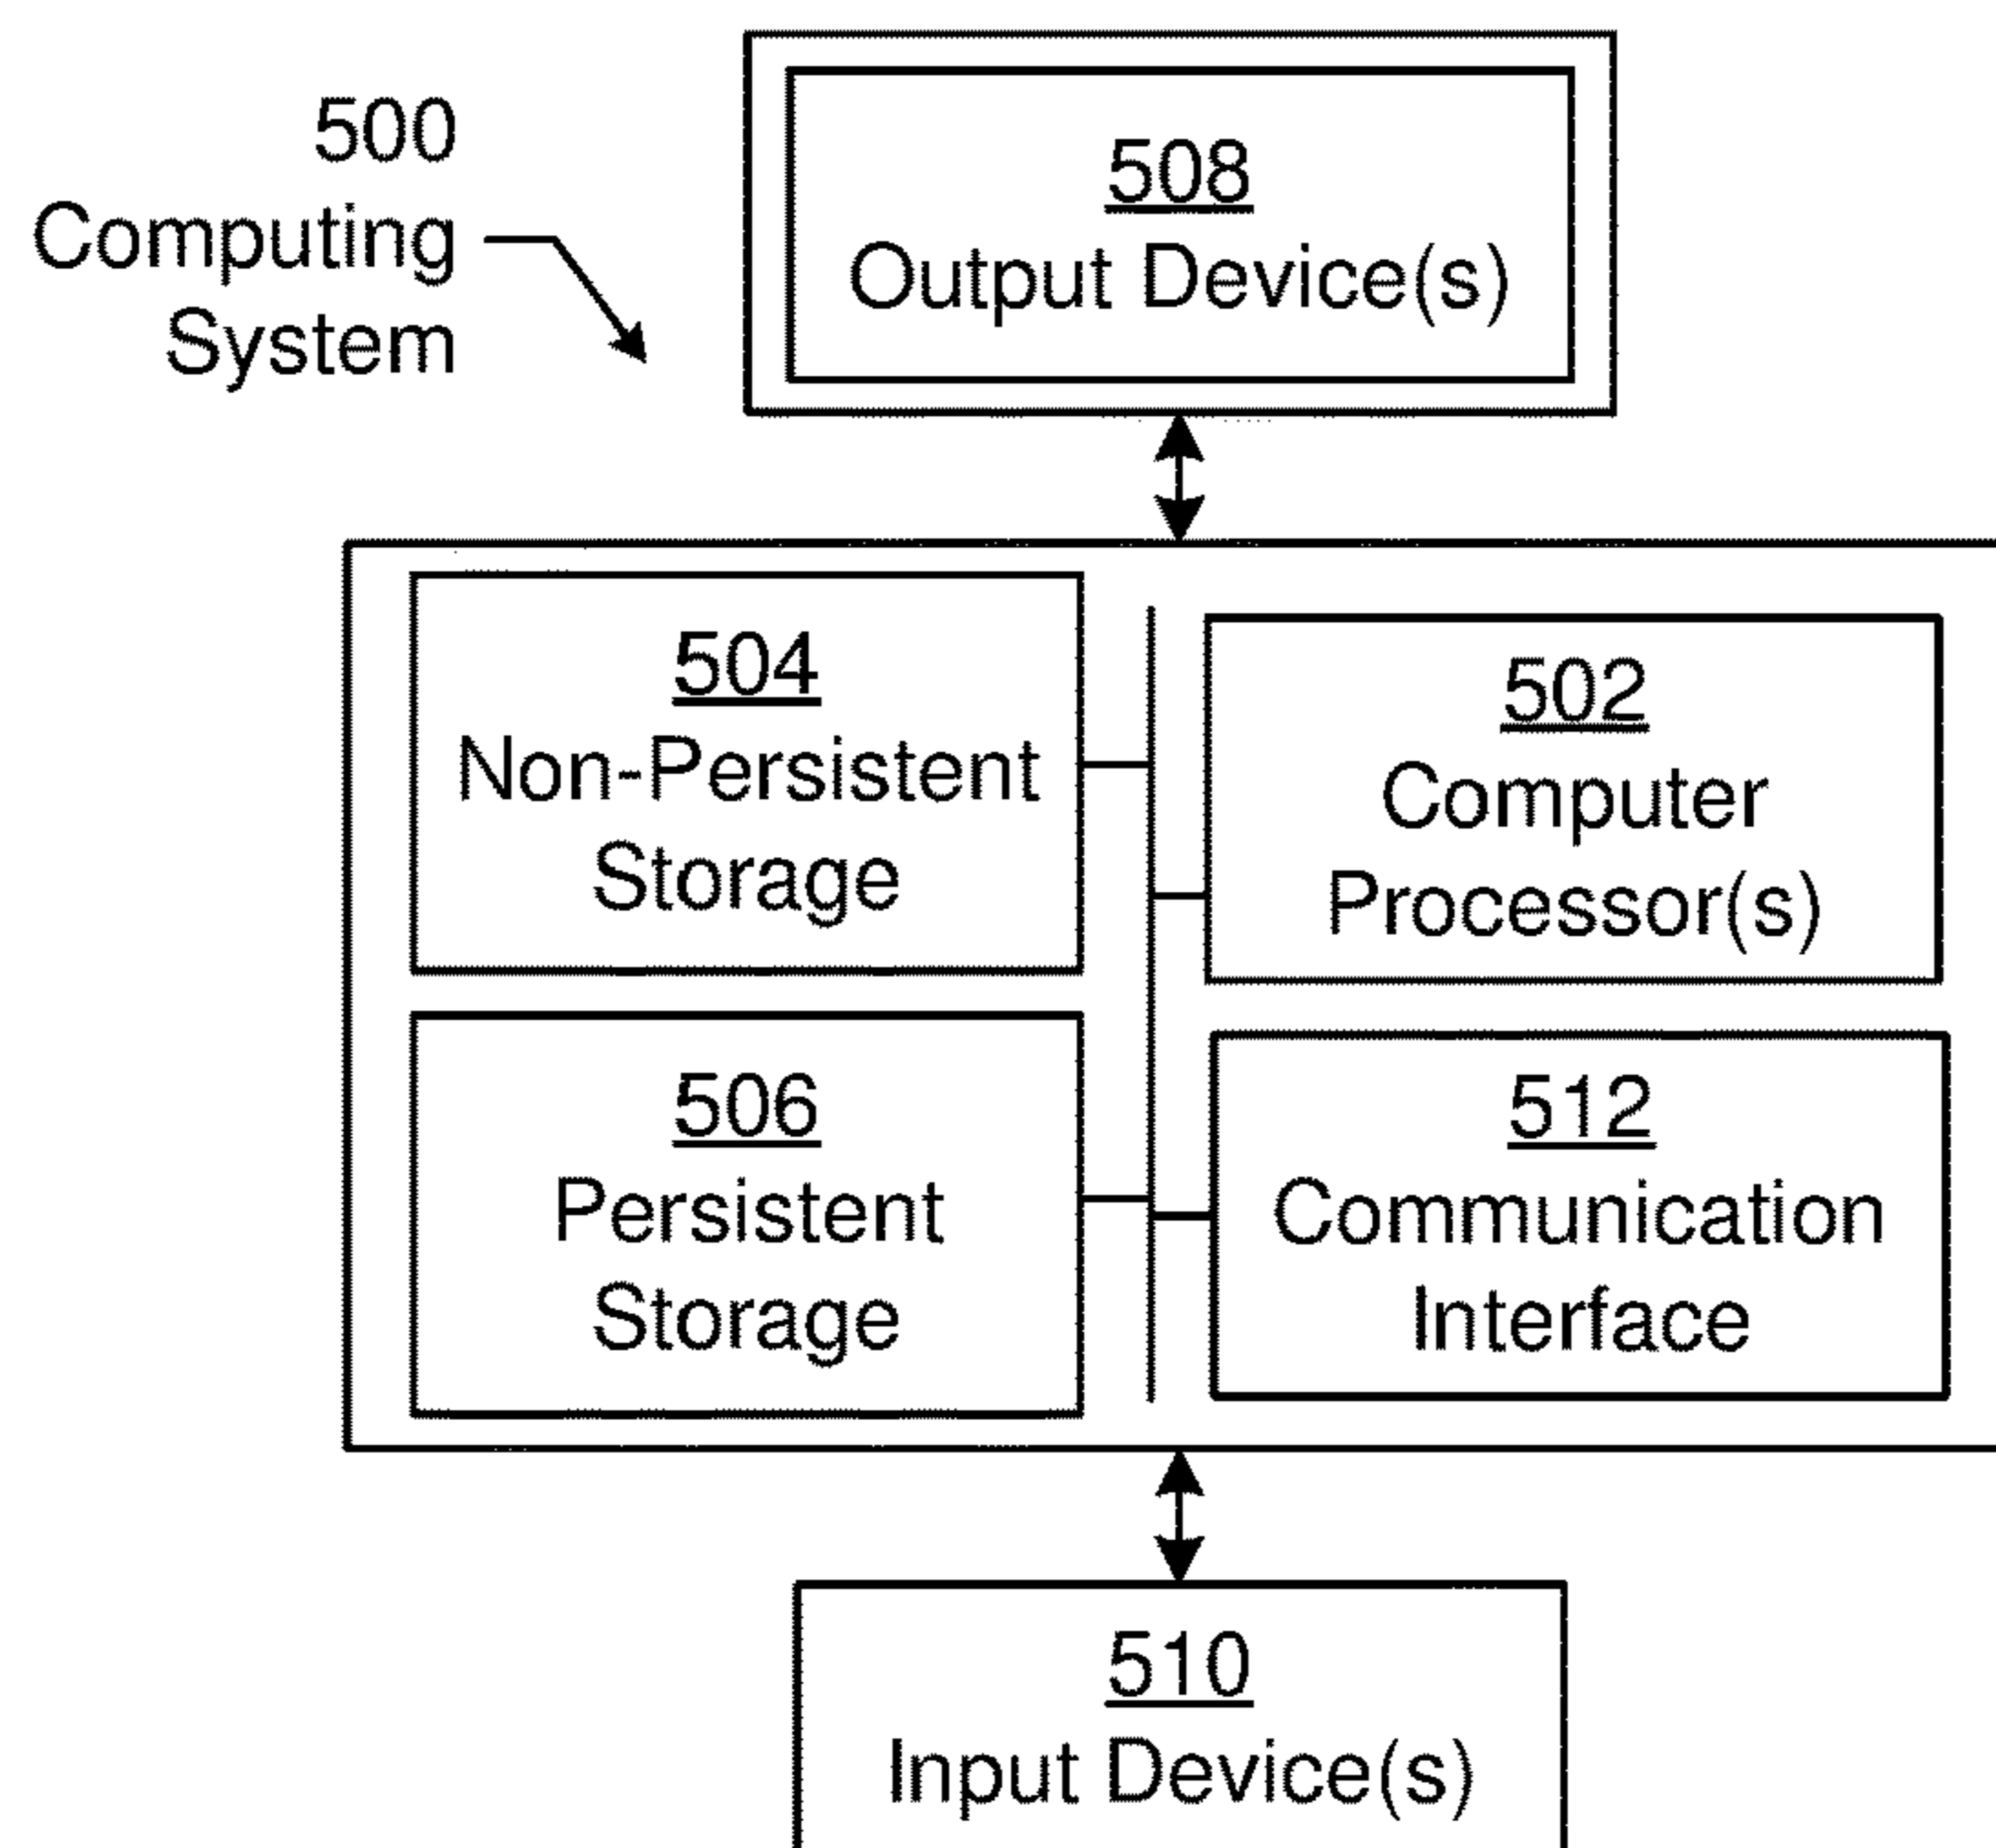 500
Computing
System
508
Output Device(s)
504
Non-Persistent
Storage
502
Computer
Processor(s)
506
Persistent
Storage
512
Communication
Interface
510
Input Device(s)